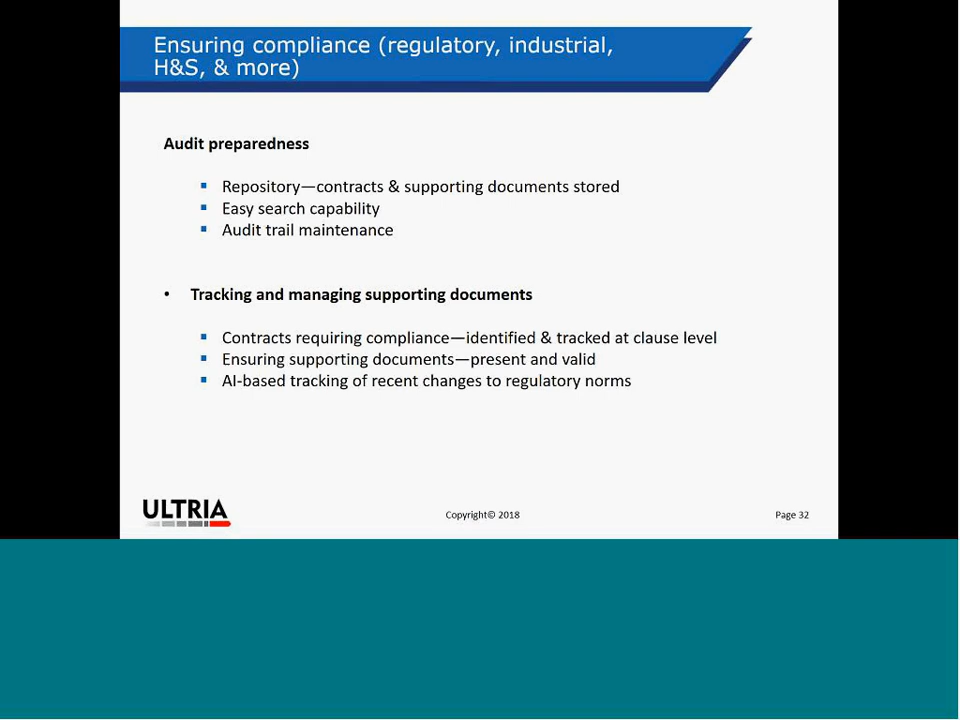 Ensuring compliance (regulatory, industrial,
H&S, & more)
Audit preparedness
▪ Repository—contracts & supporting documents stored
▪ Easy search capability
▪ Audit trail maintenance
• Tracking and managing supporting documents
▪ Contracts requiring compliance—identified & tracked at clause level
▪ Ensuring supporting documents—present and valid
▪ AI-based tracking of recent changes to regulatory norms
ULTRIA
Copyright© 2018
Page 32